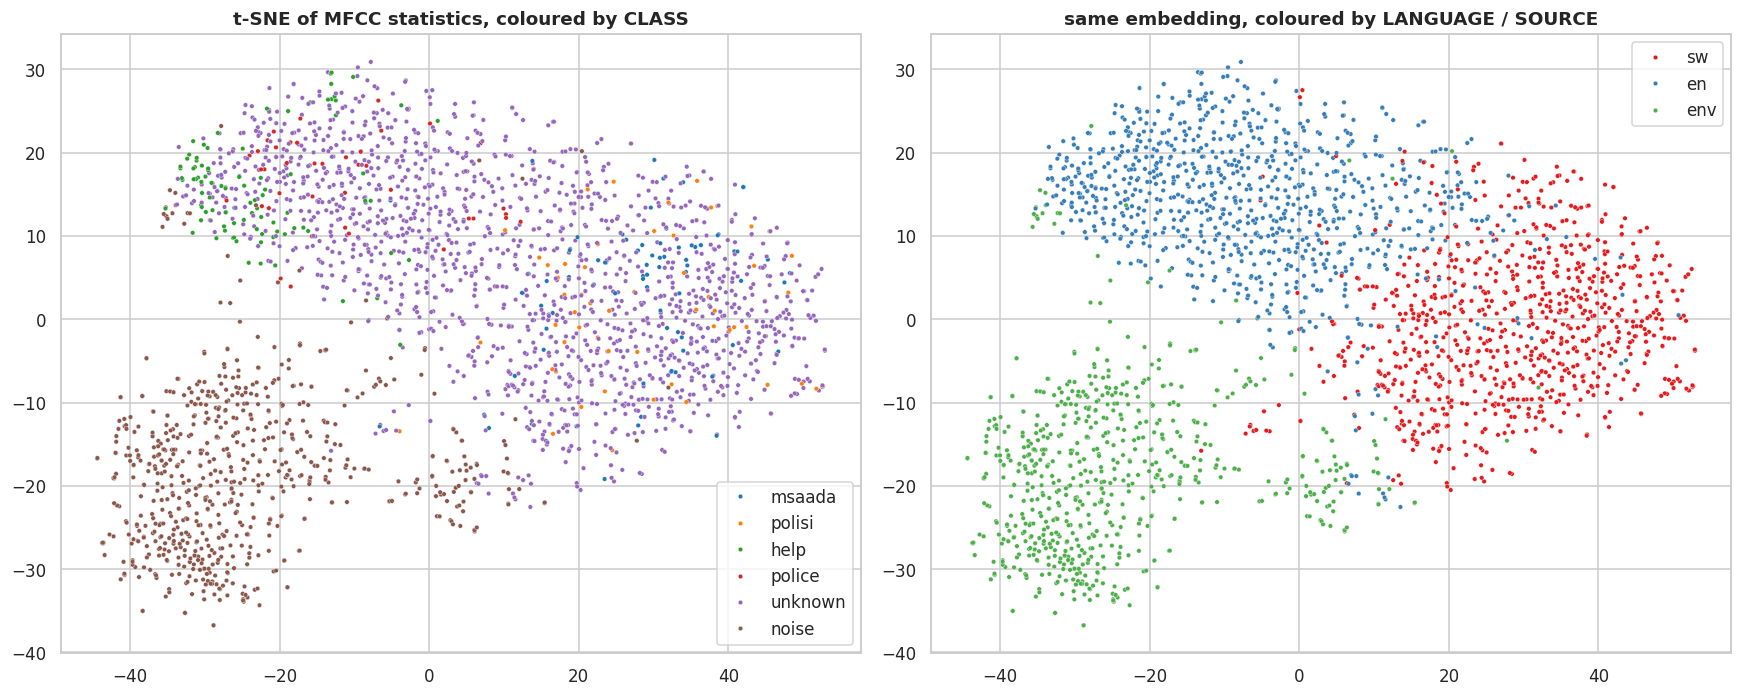 t-SNE of MFCC statistics, coloured by CLASS
30
20
10
0
−10
−20
−30
−40
−40
−20
0
20
40
msaada
polisi
help
police
unknown
noise
same embedding, coloured by LANGUAGE / SOURCE
30
20
10
0
−10
−20
−30
−40
−40
−20
0
20
40
sw
en
env